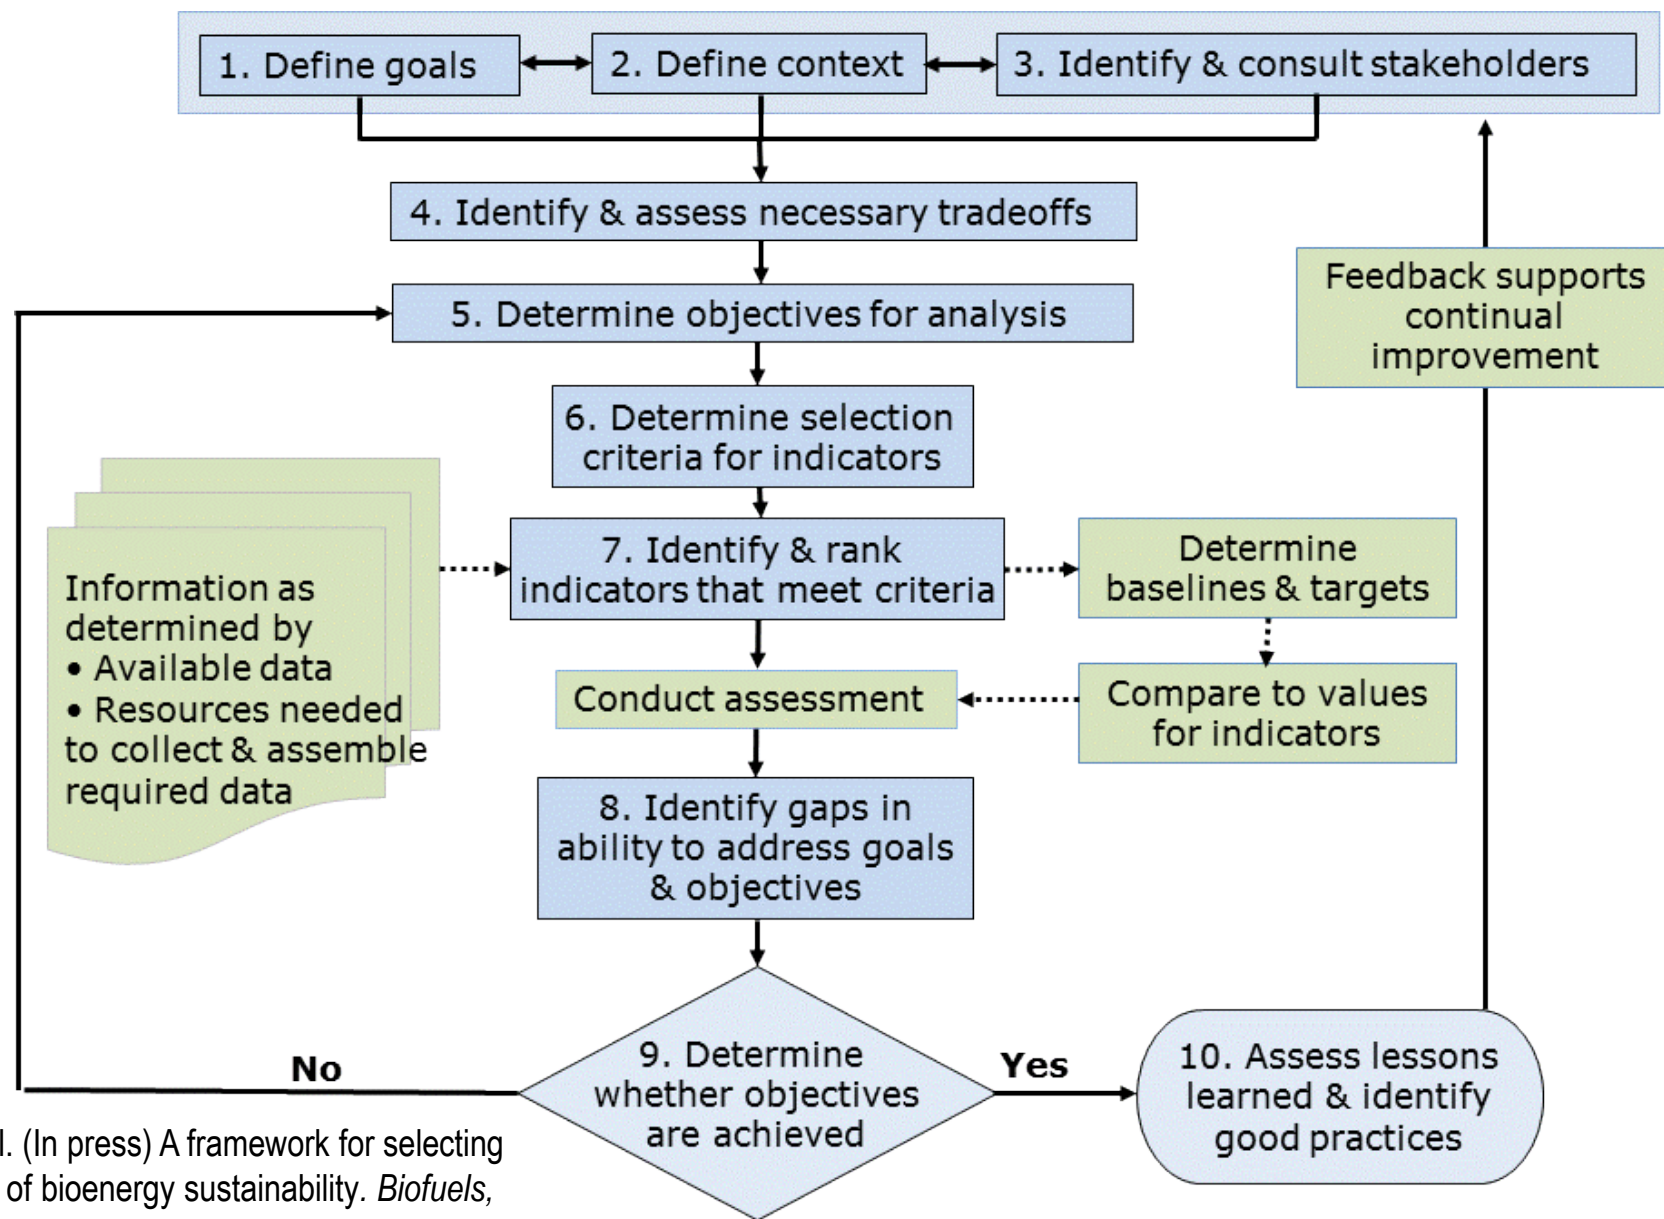 1. Define goals
2. Define context
3. Identify & consult stakeholders
4. Identify & assess necessary tradeoffs
5. Determine objectives for analysis
Feedback supports
continual
improvement
6. Determine selection
criteria for indicators
Information as
determined by
• Available data
• Resources needed
to collect & assemble
required data
7. Identify & rank
indicators that meet criteria
Determine
baselines & targets
Compare to values
for indicators
Conduct assessment
8. Identify gaps in
ability to address goals
& objectives
9. Determine
whether objectives
are achieved
No
Yes
10. Assess lessons
learned & identify
good practices
l. (In press) A framework for selecting
of bioenergy sustainability. Biofuels,